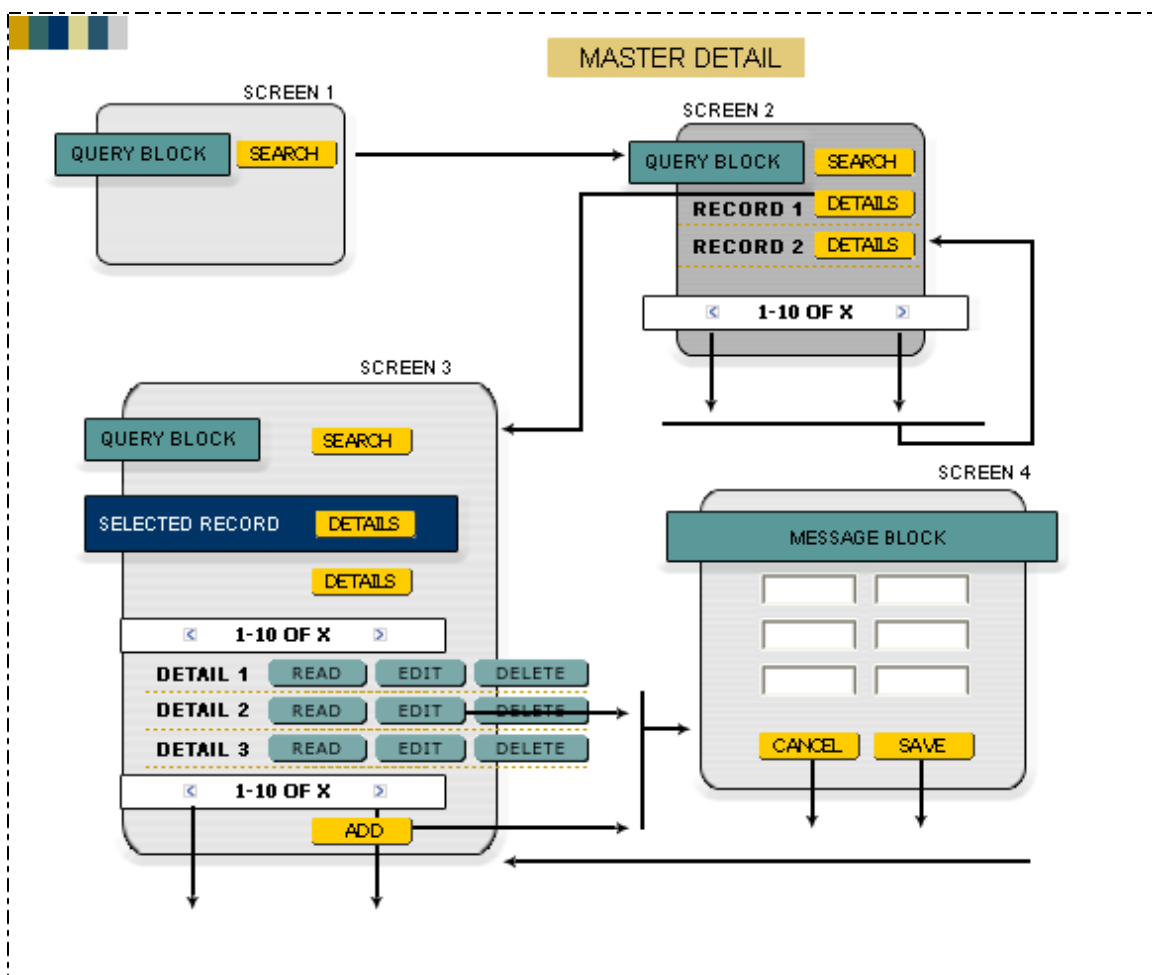 MASTER DETAIL
SCREEN 1
QUERY BLOCK SEARCH
SCREEN 2
QUERY BLOCK SEARCH
RECORD 1 DETAILS
RECORD 2 DETAILS
1-10 OF X
SCREEN 3
QUERY BLOCK SEARCH
SELECTED RECORD DETAILS
DETAILS
1-10 OF X
DETAIL 1 READ EDIT DELETE
DETAIL 2 READ EDIT DELETE
DETAIL 3 READ EDIT DELETE
1-10 OF X
ADD
SCREEN 4
MESSAGE BLOCK
CANCEL SAVE